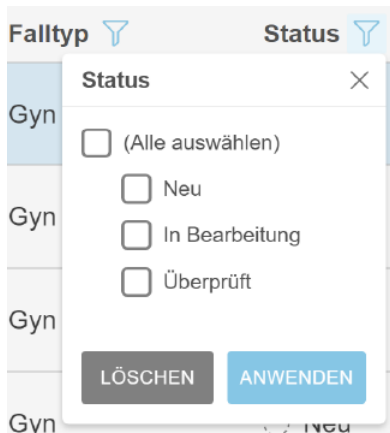 Falltyp Status
Status
Gyn
(Alle auswählen)
Neu
Gyn
In Bearbeitung
Überprüft
Gyn
LÖSCHEN ANWENDEN
Gyn Neu